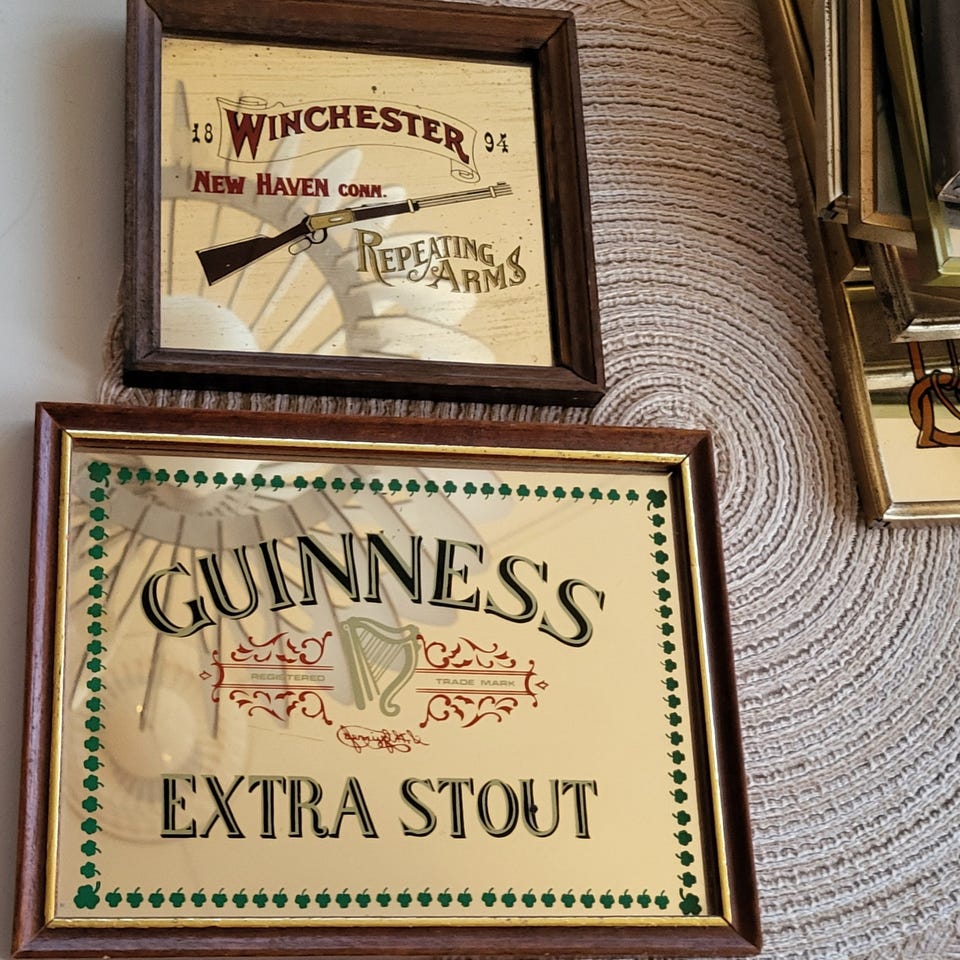 18 WINCHESTER 94
NEW HAVEN CONN.
REPEATING
ARMS
GUINNESS
REGISTERED TRADE MARK
EXTRA STOUT